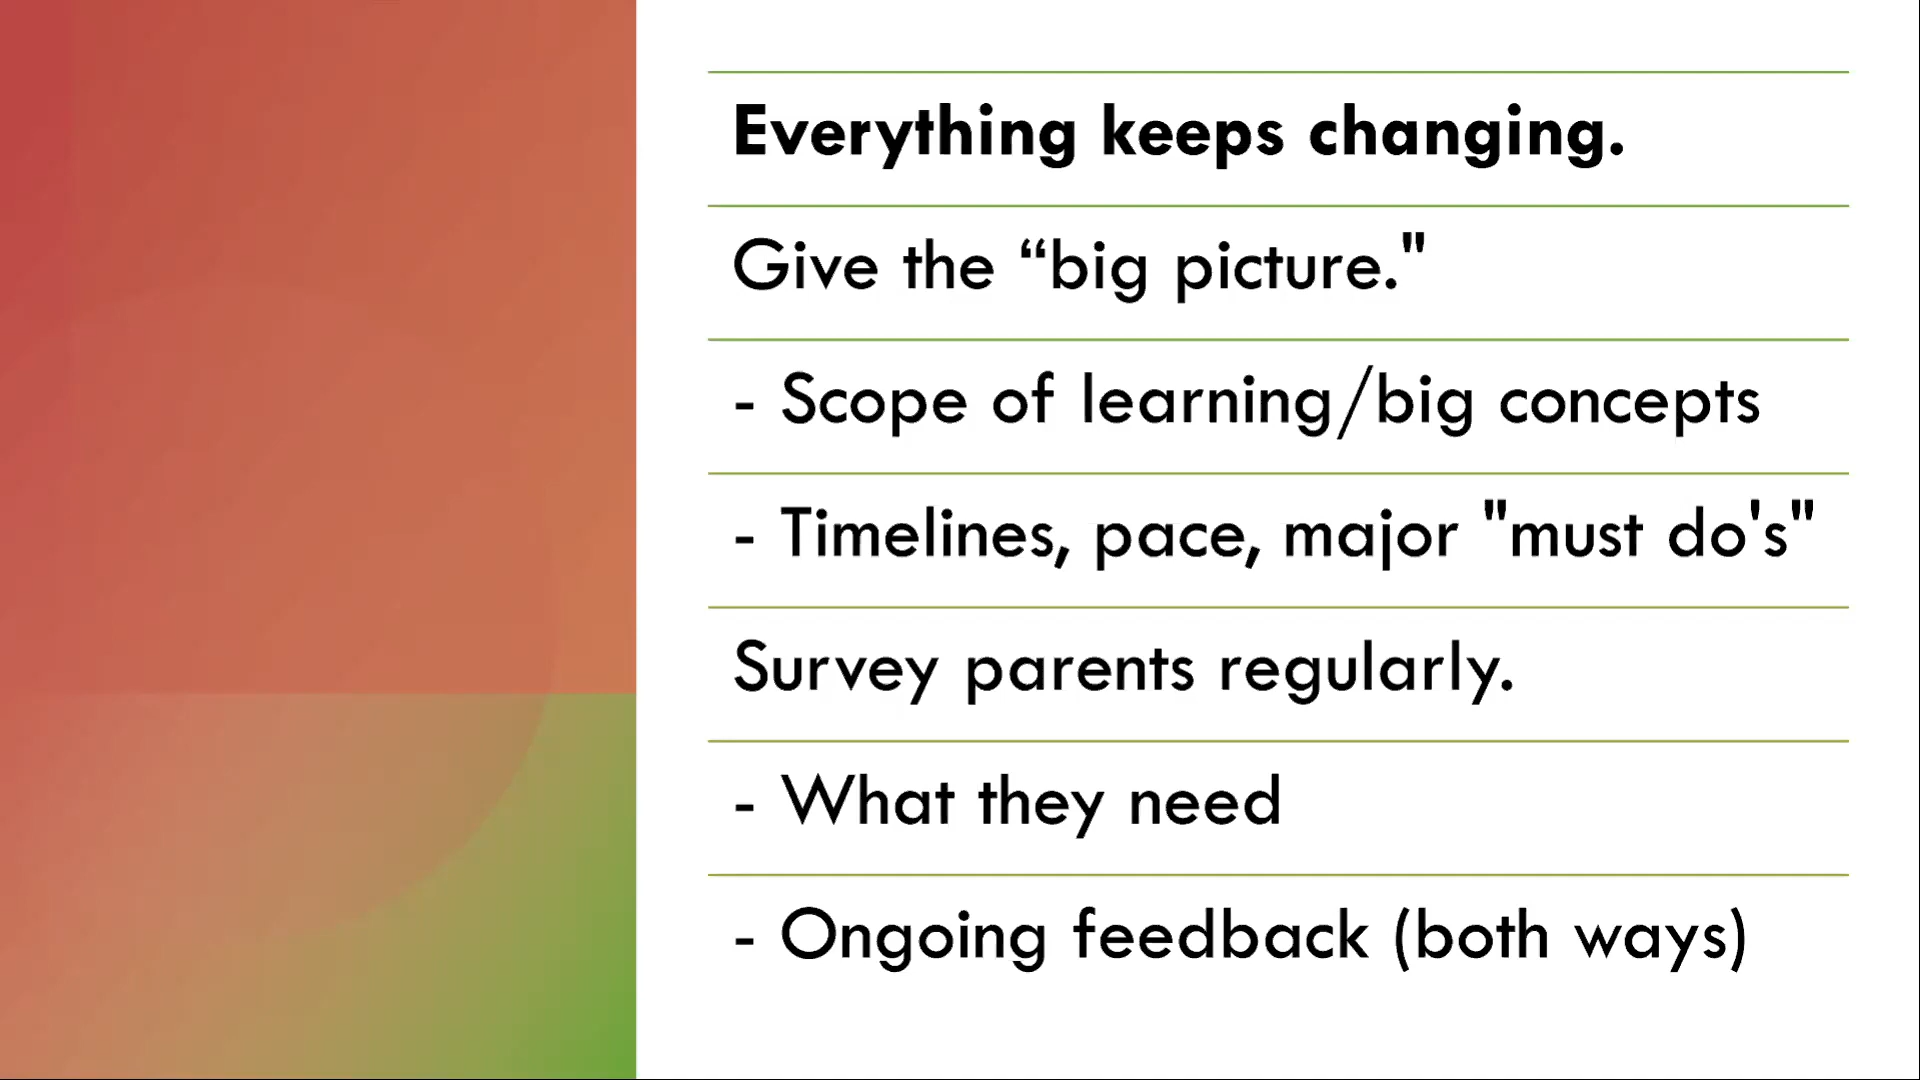 Everything keeps changing.
Give the “big picture."
- Scope of learning/big concepts
- Timelines, pace, major "must do's"
Survey parents regularly.
- What they need
- Ongoing feedback (both ways)